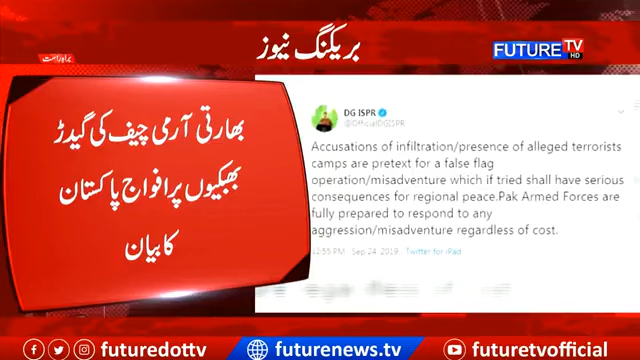 بریکنگ نیوز
براہ راست
FUTURE TV HD
بھارتی آرمی چیف کی گیدڑ
بھبکیوں پر افواج پاکستان
کا بیان
DG ISPR
@OfficialDGISPR
Accusations of infiltration/presence of alleged terrorists
camps are pretext for a false flag
operation/misadventure which if tried shall have serious
consequences for regional peace.Pak Armed Forces are
fully prepared to respond to any
aggression/misadventure regardless of cost.
12:55 PM Sep 24, 2019 Twitter for iPad
futuredottv
futurenews.tv
futuretvofficial